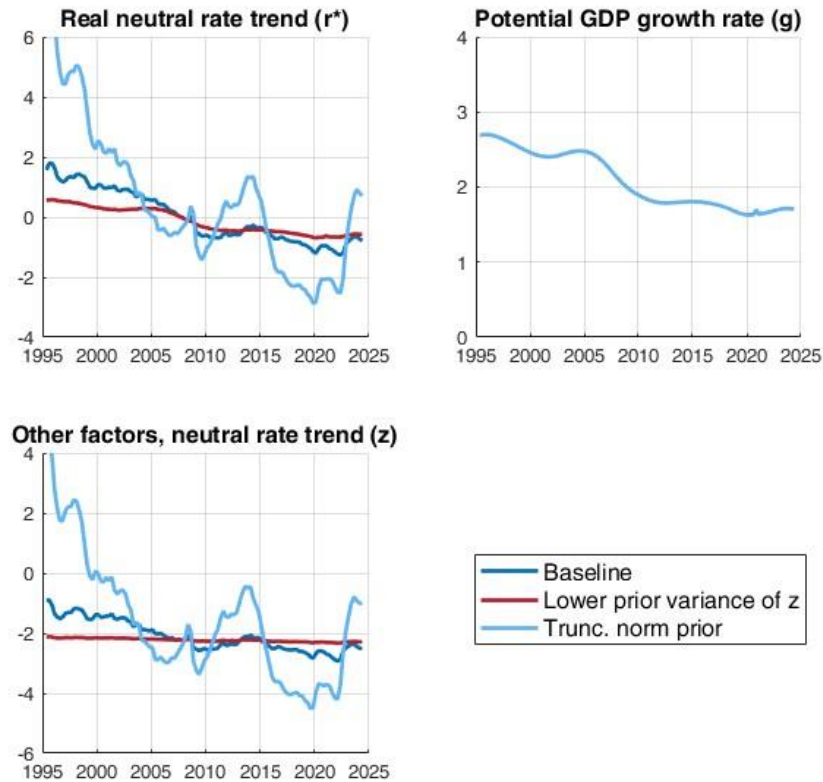 Real neutral rate trend (r*)
6
4
2
0
-2
-4
1995 2000 2005 2010 2015 2020 2025
Potential GDP growth rate (g)
4
3
2
1
0
1995 2000 2005 2010 2015 2020 2025
Other factors, neutral rate trend (z)
4
2
0
-2
-4
-6
1995 2000 2005 2010 2015 2020 2025
Baseline
Lower prior variance of z
Trunc. norm prior